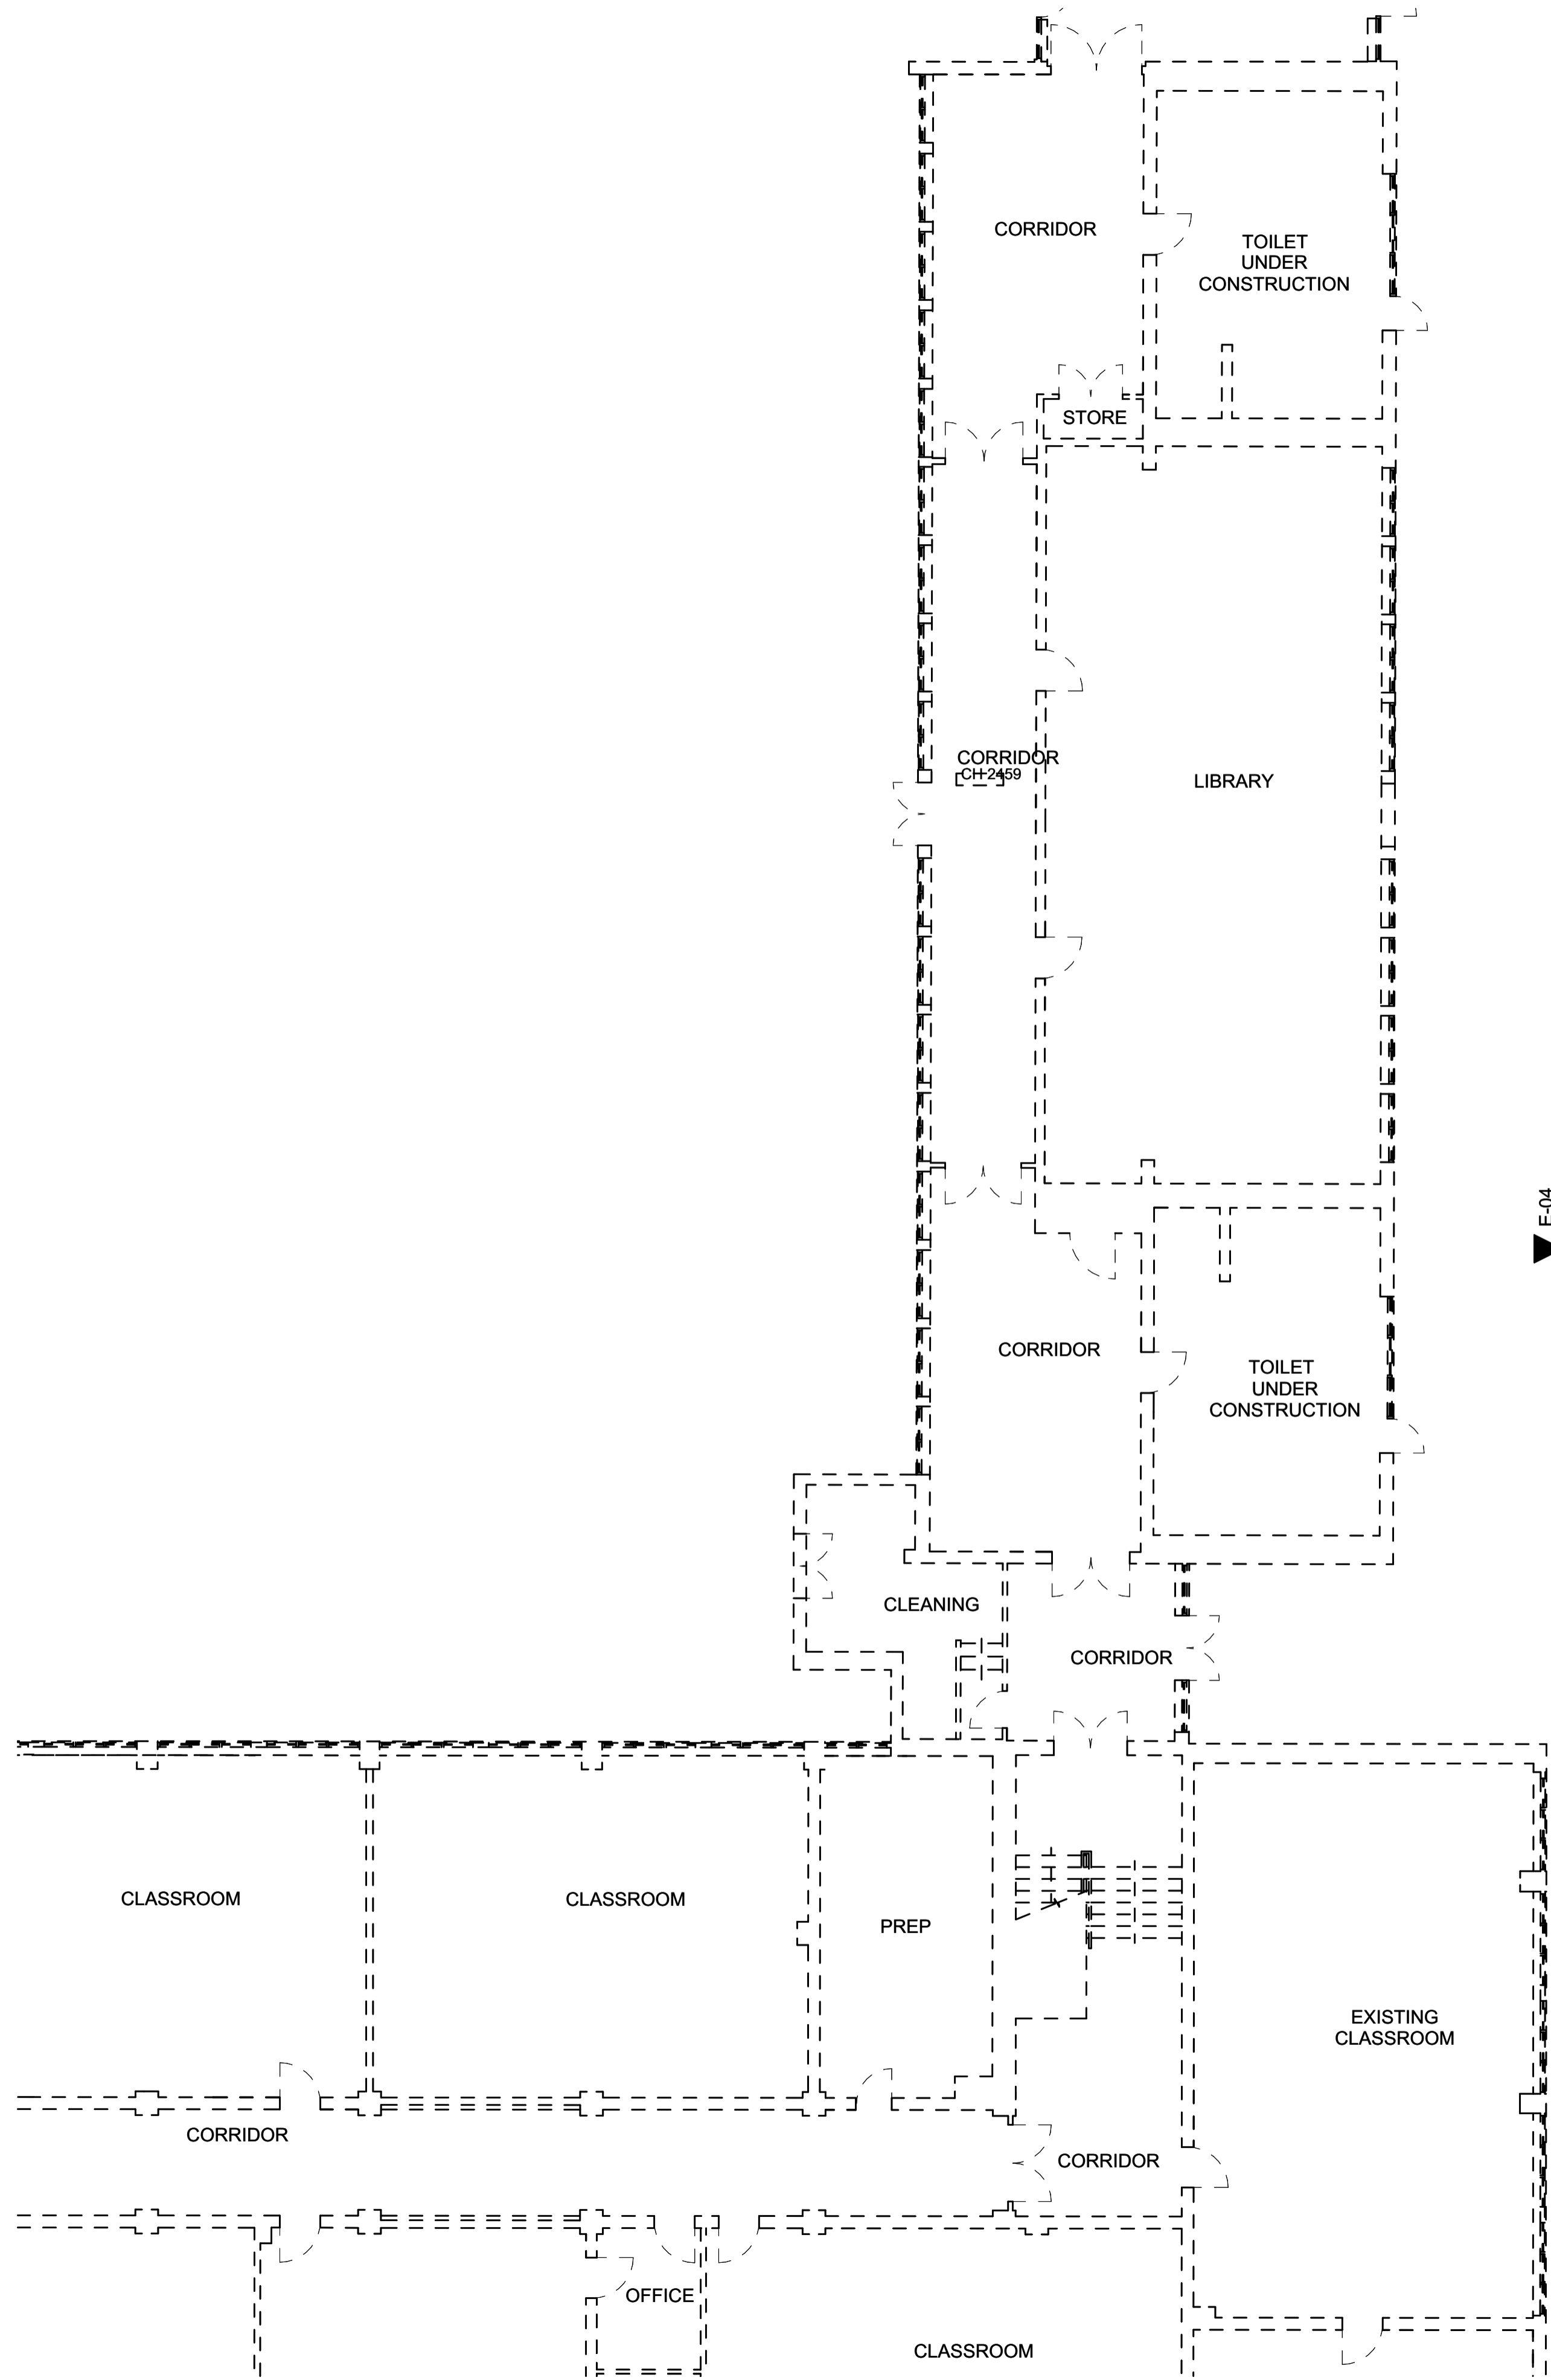 CORRIDOR
TOILET
UNDER
CONSTRUCTION
STORE
CORRIDOR
CH-2459
LIBRARY
E-04
CORRIDOR
TOILET
UNDER
CONSTRUCTION
CLEANING
CORRIDOR
CLASSROOM
CLASSROOM
PREP
EXISTING
CLASSROOM
CORRIDOR
CORRIDOR
OFFICE
CLASSROOM